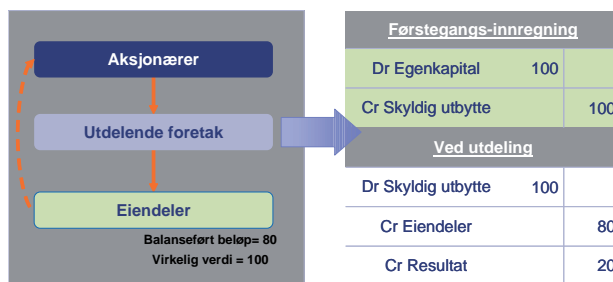 Aksjonærer
Utdelende foretak
Eiendeler
Balanseført beløp= 80
Virkelig verdi = 100
Førstegangs-innregning
Dr Egenkapital 100
Cr Skyldig utbytte 100
Ved utdeling
Dr Skyldig utbytte 100
Cr Eiendeler 80
Cr Resultat 20